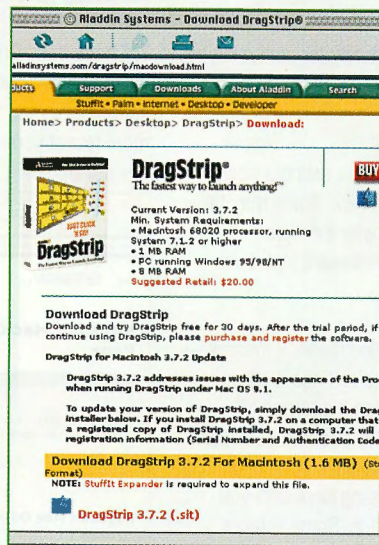 Aladdin Systems - Download DragStrip®
alladinsystems.com/dragstrip/macdownload.html
ucts Support Downloads About Aladdin Search
StuffIt • Palm • Internet • Desktop • Developer
Home> Products> Desktop> DragStrip> Download:
DragStrip®
The fastest way to launch anything!™
BUY
Current Version: 3.7.2
Min. System Requirements:
• Macintosh 68020 processor, running
System 7.1.2 or higher
• 1 MB RAM
• PC running Windows 95/98/NT
• 8 MB RAM
Suggested Retail: $20.00
DragStrip
Download DragStrip
Download and try DragStrip free for 30 days. After the trial period, if
continue using DragStrip, please purchase and register the software.
DragStrip for Macintosh 3.7.2 Update
DragStrip 3.7.2 addresses issues with the appearance of the Pro
when running DragStrip under Mac OS 9.1.
To update your version of DragStrip, simply download the Drag
installer below. If you install DragStrip 3.7.2 on a computer that
a registered copy of DragStrip installed, DragStrip 3.7.2 will
registration information (Serial Number and Authentication Code
Download DragStrip 3.7.2 For Macintosh (1.6 MB) (St
Format)
NOTE: StuffIt Expander is required to expand this file.
DragStrip 3.7.2 (.sit)